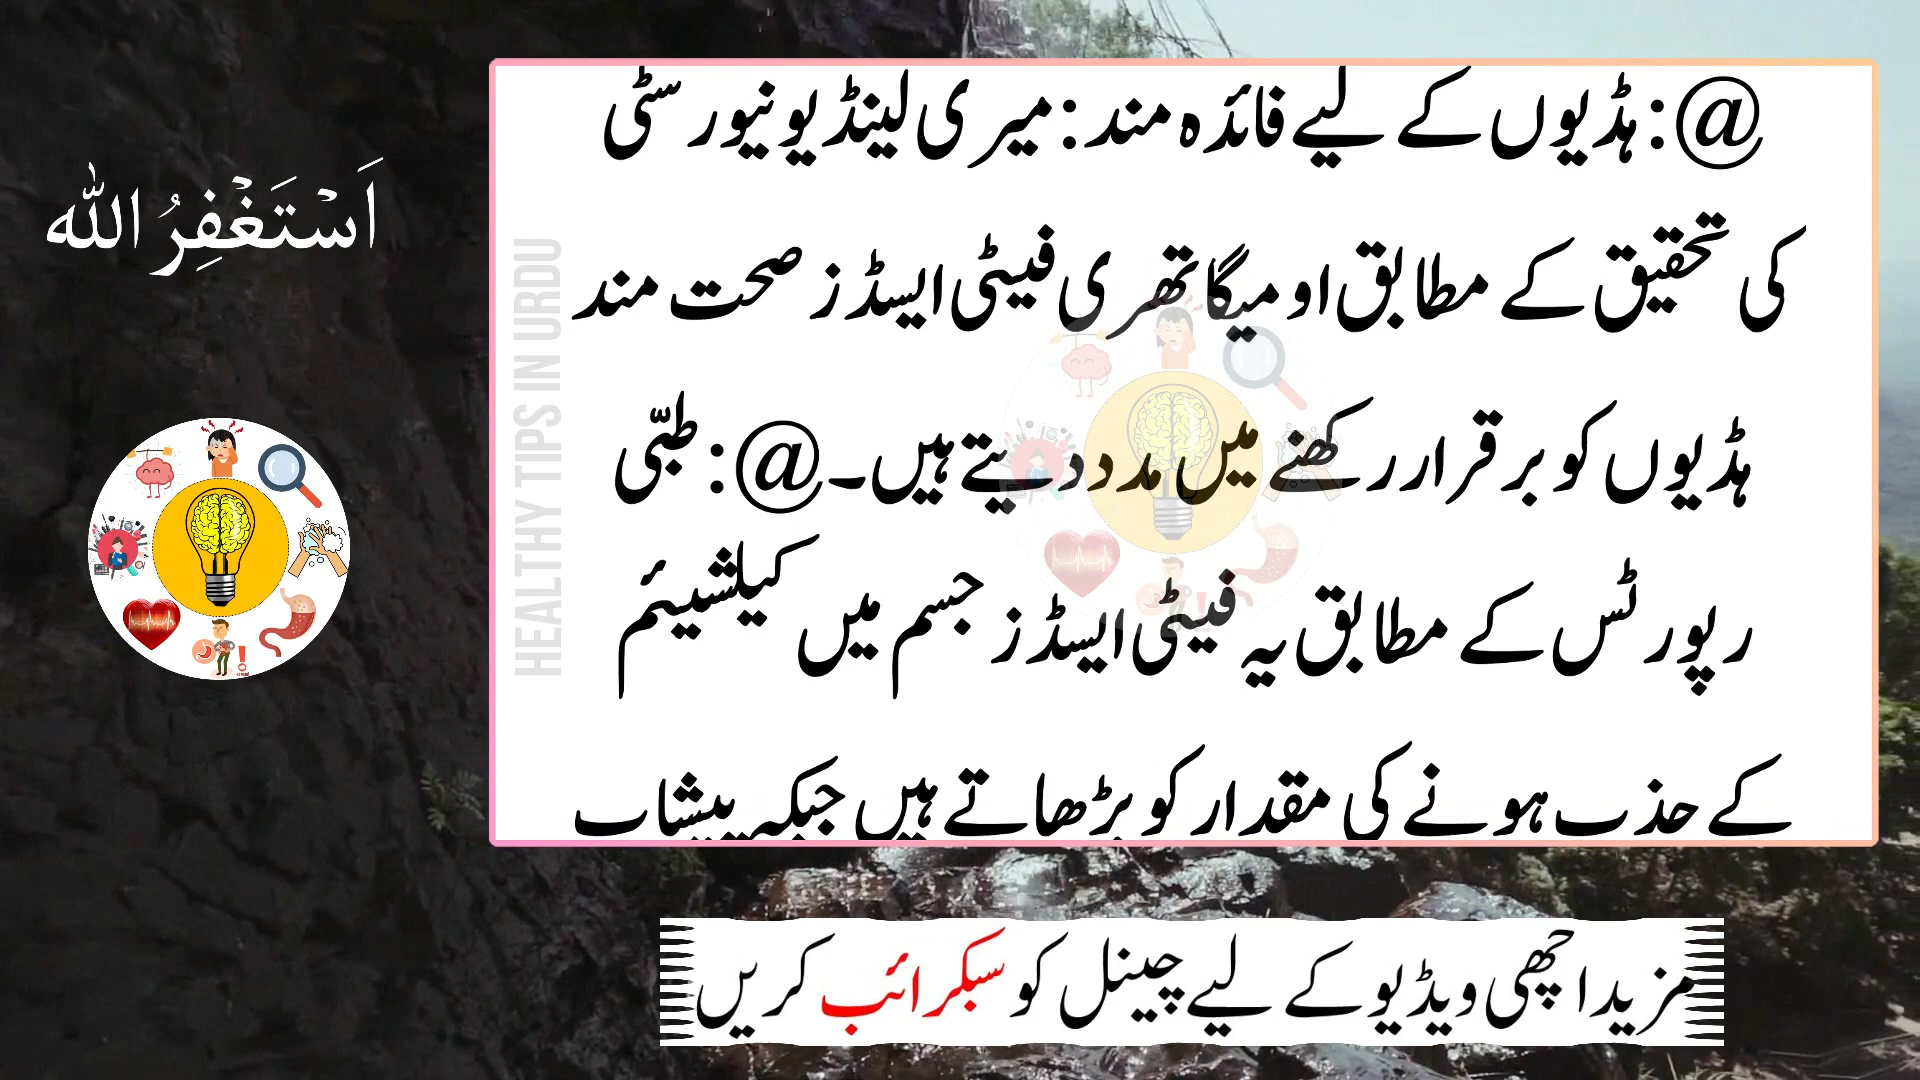 اَسْتَغْفِرُ اللہ
@: ہڈیوں کے لیے فائدہ مند: میری لینڈ یونیورسٹی
کی تحقیق کے مطابق اومیگا تھری فیٹی ایسڈز صحت مند
ہڈیوں کو برقرار رکھنے میں مدد دیتے ہیں۔ @: طبّی
رپورٹس کے مطابق یہ فیٹی ایسڈز جسم میں کیلشیئم
کے جذب ہونے کی مقدار کو بڑھاتے ہیں جبکہ پیشاب
HEALTHY TIPS IN URDU
مزید اچھی ویڈیو کے لیے چینل کو سبکرائب کریں